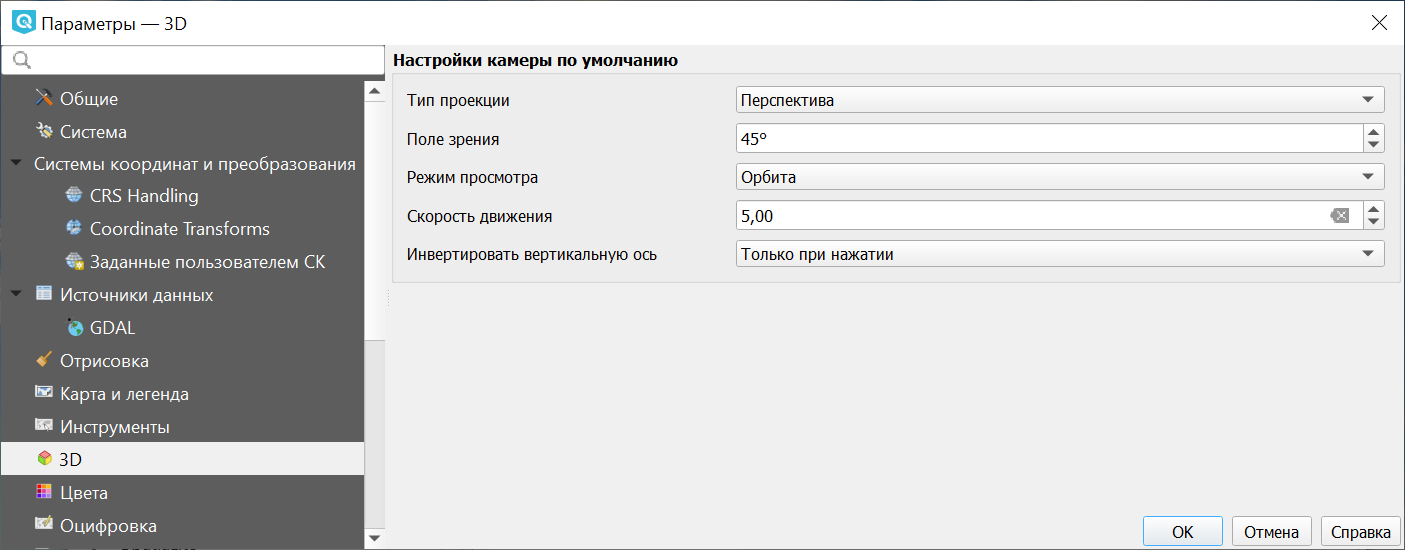 Параметры — 3D
Общие
Система
Системы координат и преобразования
CRS Handling
Coordinate Transforms
Заданные пользователем СК
Источники данных
GDAL
Отрисовка
Карта и легенда
Инструменты
3D
Цвета
Оцифровка
Настройки камеры по умолчанию
Тип проекции Перспектива
Поле зрения 45°
Режим просмотра Орбита
Скорость движения 5,00
Инвертировать вертикальную ось Только при нажатии
OK Отмена Справка